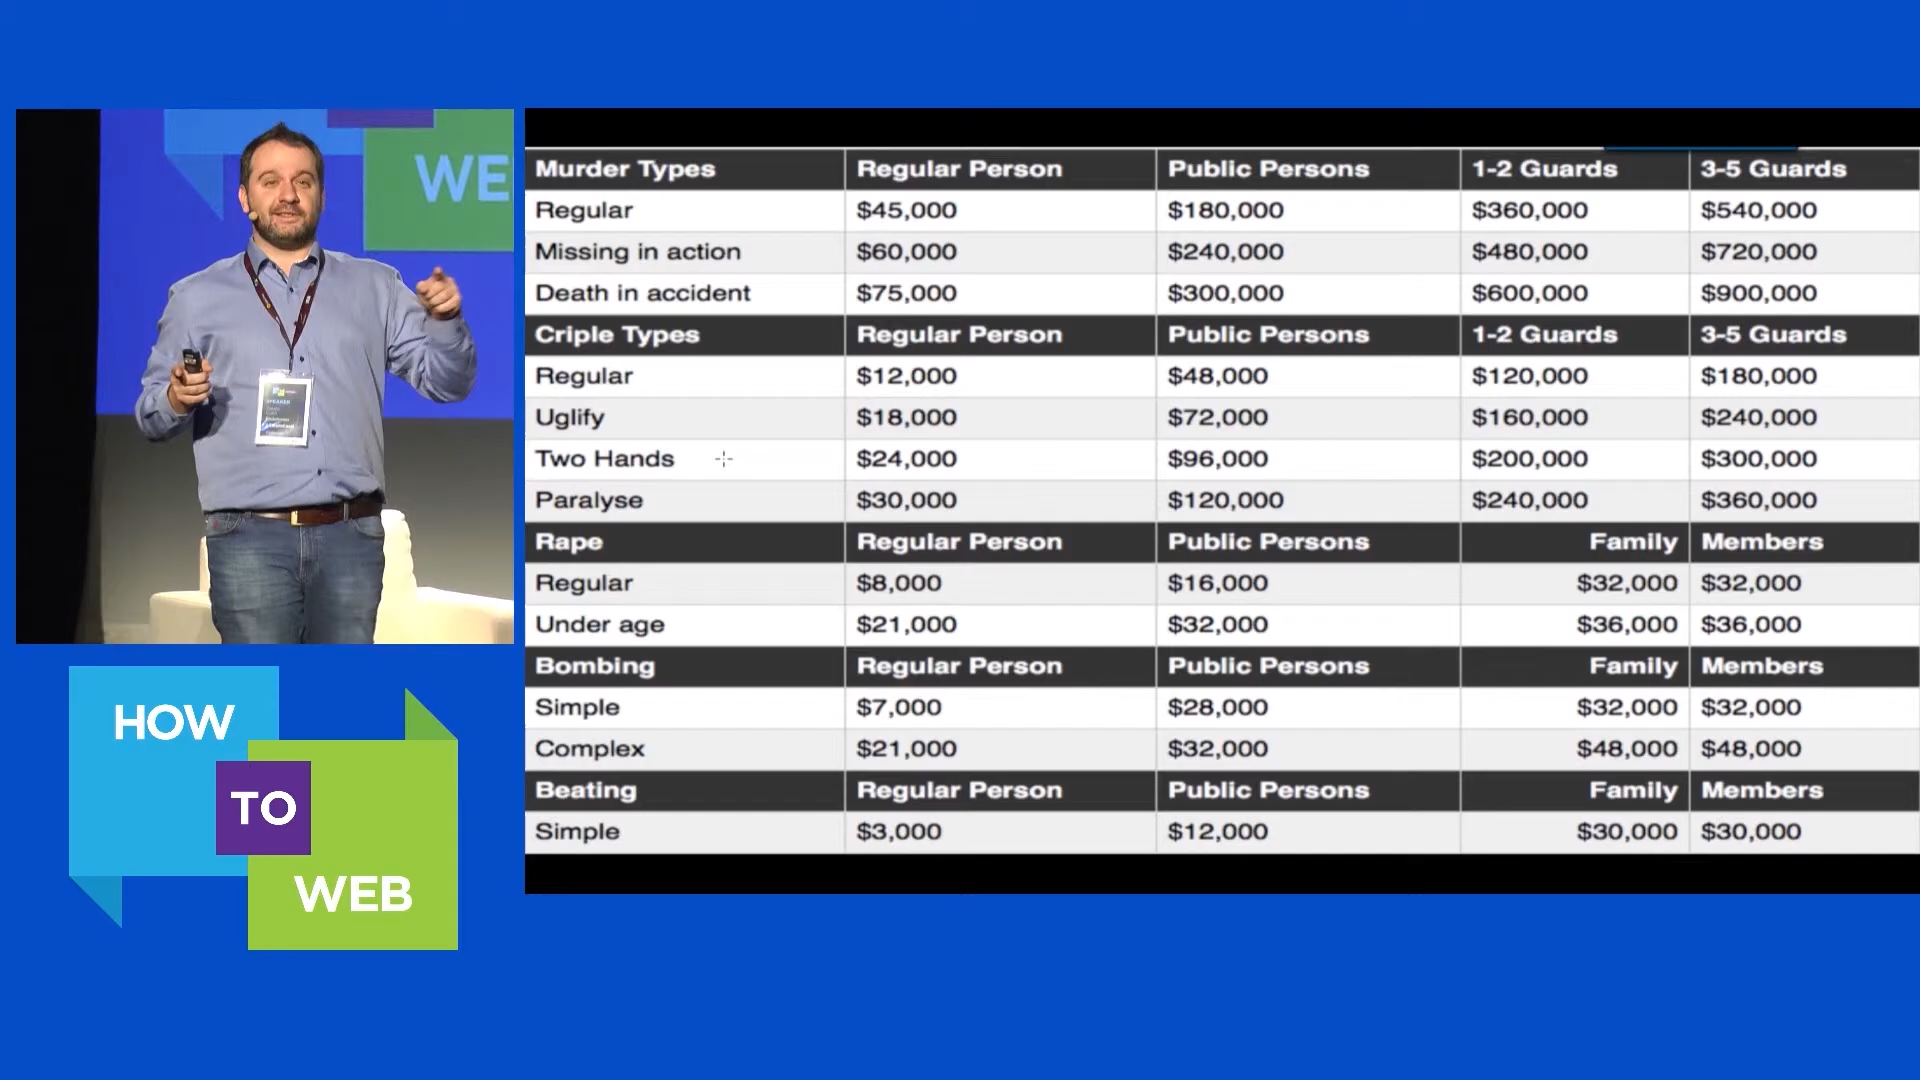 WE
SPEAKER
HOW
TO
WEB
Murder Types Regular Person Public Persons 1-2 Guards 3-5 Guards
Regular $45,000 $180,000 $360,000 $540,000
Missing in action $60,000 $240,000 $480,000 $720,000
Death in accident $75,000 $300,000 $600,000 $900,000
Criple Types Regular Person Public Persons 1-2 Guards 3-5 Guards
Regular $12,000 $48,000 $120,000 $180,000
Uglify $18,000 $72,000 $160,000 $240,000
Two Hands $24,000 $96,000 $200,000 $300,000
Paralyse $30,000 $120,000 $240,000 $360,000
Rape Regular Person Public Persons Family Members
Regular $8,000 $16,000 $32,000 $32,000
Under age $21,000 $32,000 $36,000 $36,000
Bombing Regular Person Public Persons Family Members
Simple $7,000 $28,000 $32,000 $32,000
Complex $21,000 $32,000 $48,000 $48,000
Beating Regular Person Public Persons Family Members
Simple $3,000 $12,000 $30,000 $30,000